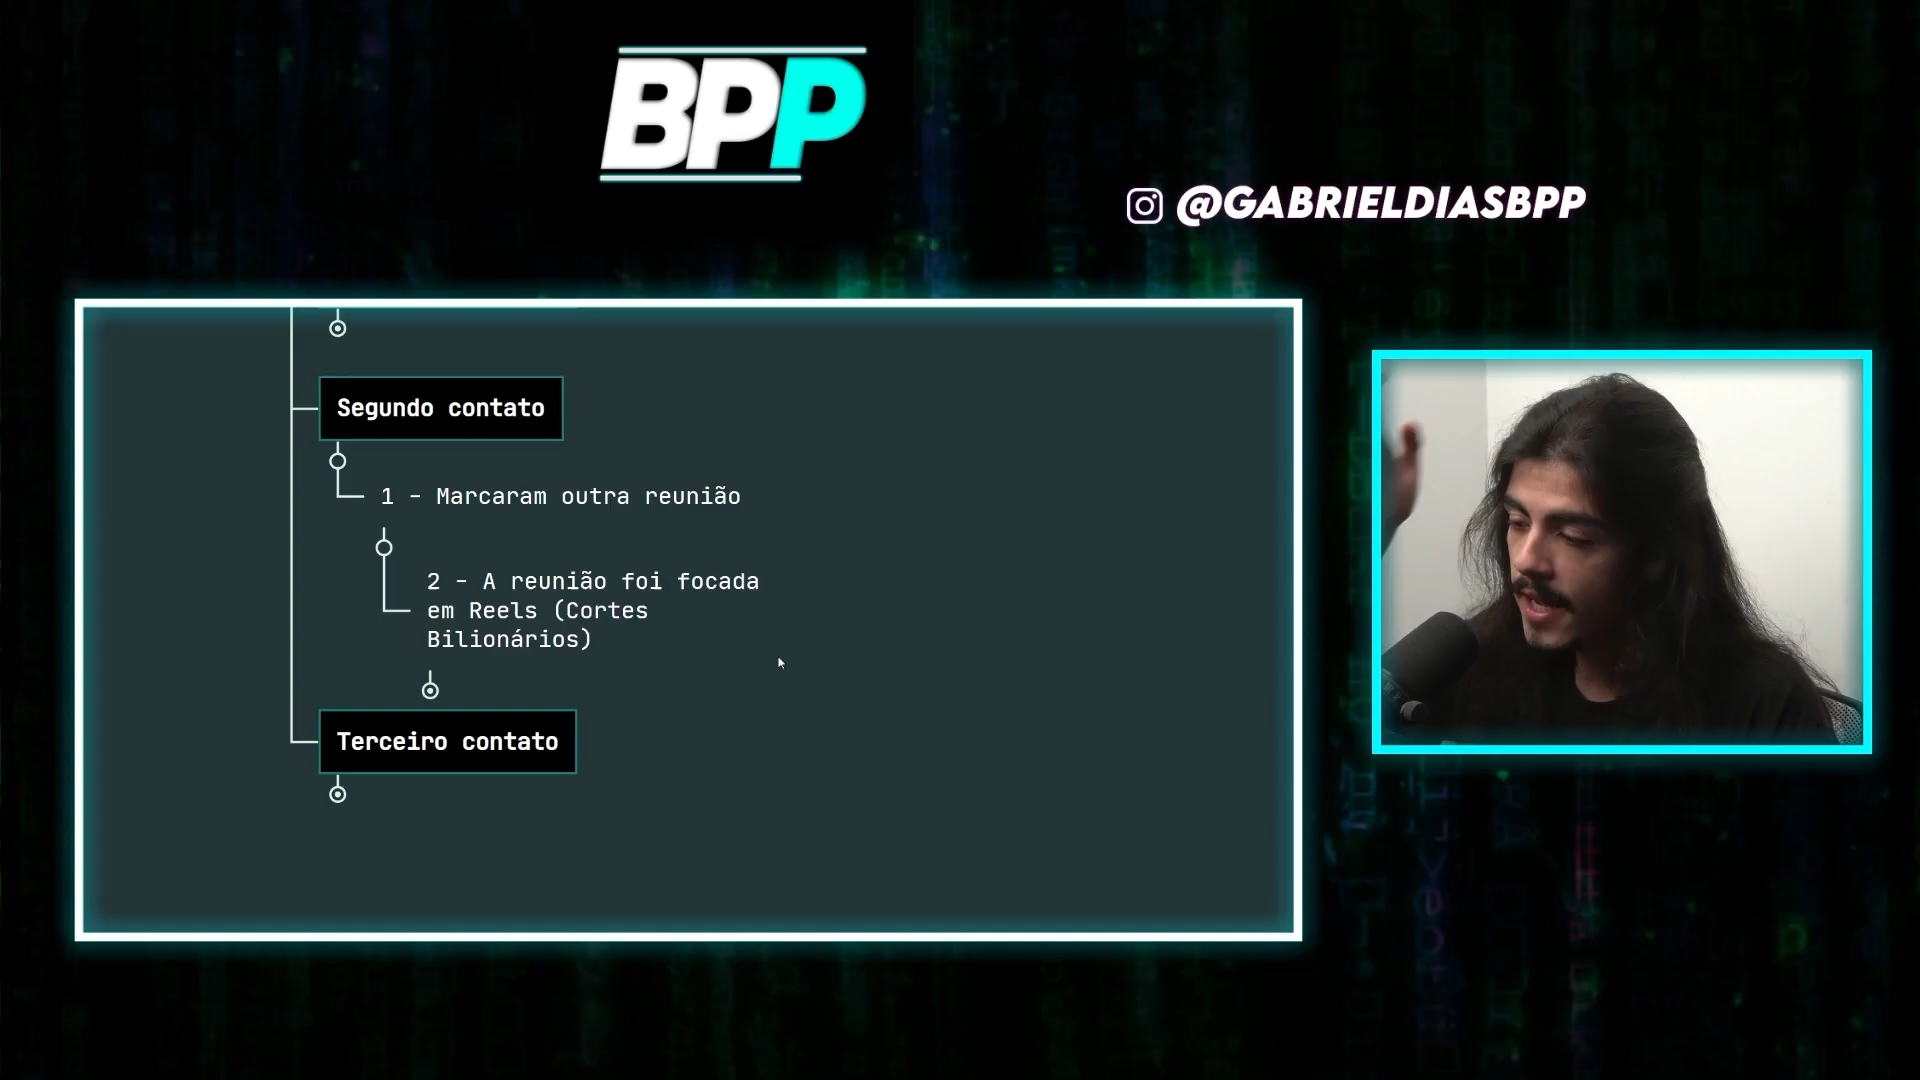 BPP
@GABRIELDIASBPP
Segundo contato
1 - Marcaram outra reunião
2 - A reunião foi focada
em Reels (Cortes
Bilionários)
Terceiro contato